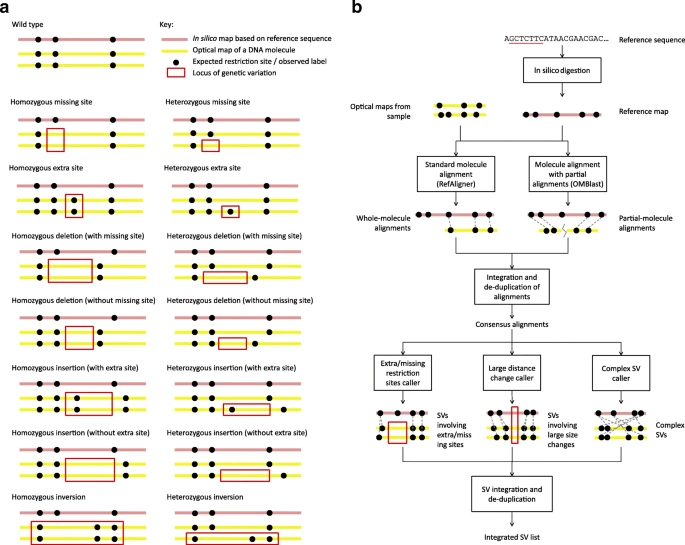 a
Wild type
Key:
In silico map based on reference sequence
Optical map of a DNA molecule
Expected restriction site / observed label
Locus of genetic variation
Homozygous missing site
Heterozygous missing site
Homozygous extra site
Heterozygous extra site
Homozygous deletion (with missing site)
Heterozygous deletion (with missing site)
Homozygous deletion (without missing site)
Heterozygous deletion (without missing site)
Homozygous insertion (with extra site)
Heterozygous insertion (with extra site)
Homozygous insertion (without extra site)
Heterozygous insertion (without extra site)
Homozygous inversion
Heterozygous inversion
b
AGCTCTTCATAACGAACGAC...
Reference sequence
In silico digestion
Optical maps from
sample
Reference map
Standard molecule
alignment
(RefAligner)
Molecule alignment
with partial
alignments (OMBlast)
Whole-molecule
alignments
Partial-molecule
alignments
Integration and
de-duplication of
alignments
Consensus alignments
Extra/missing
restriction
sites caller
Large distance
change caller
Complex SV
caller
SVs
involving
extra/miss
ing sites
SVs
involving
large size
changes
Complex
SVs
SV integration and
de-duplication
Integrated SV list